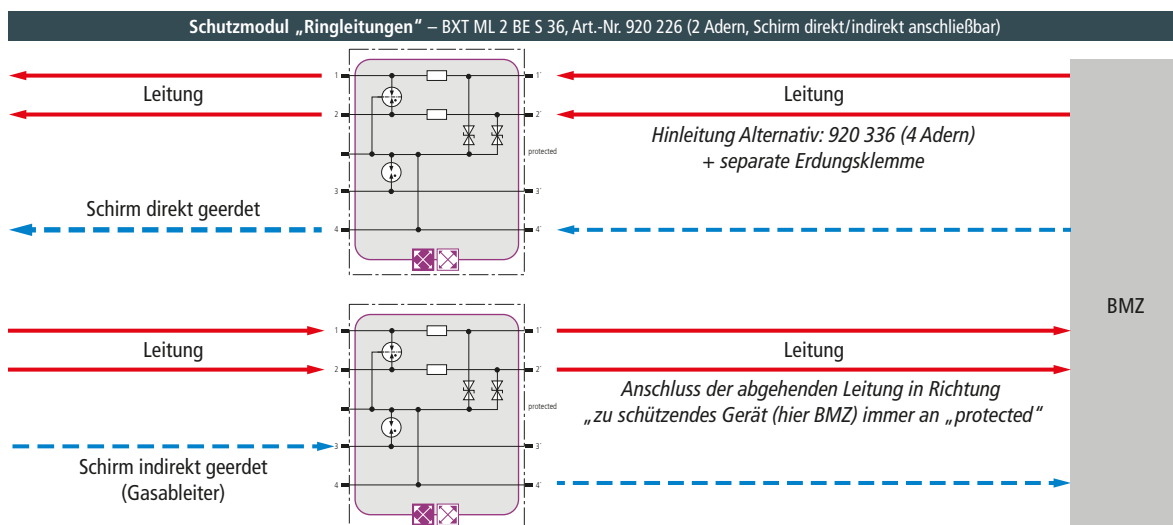 Schutzmodul „Ringleitungen“ – BXT ML 2 BE S 36, Art.-Nr. 920 226 (2 Adern, Schirm direkt/indirekt anschließbar)
1 1´
Leitung
Leitung
2 2´
Hinleitung Alternativ: 920 336 (4 Adern)
+ separate Erdungsklemme
protected
3 3´
Schirm direkt geerdet
4 4´
BMZ
1 1´
Leitung
Leitung
2 2´
Anschluss der abgehenden Leitung in Richtung
„zu schützendes Gerät (hier BMZ) immer an „protected“
protected
3 3´
Schirm indirekt geerdet
(Gasableiter)
4 4´